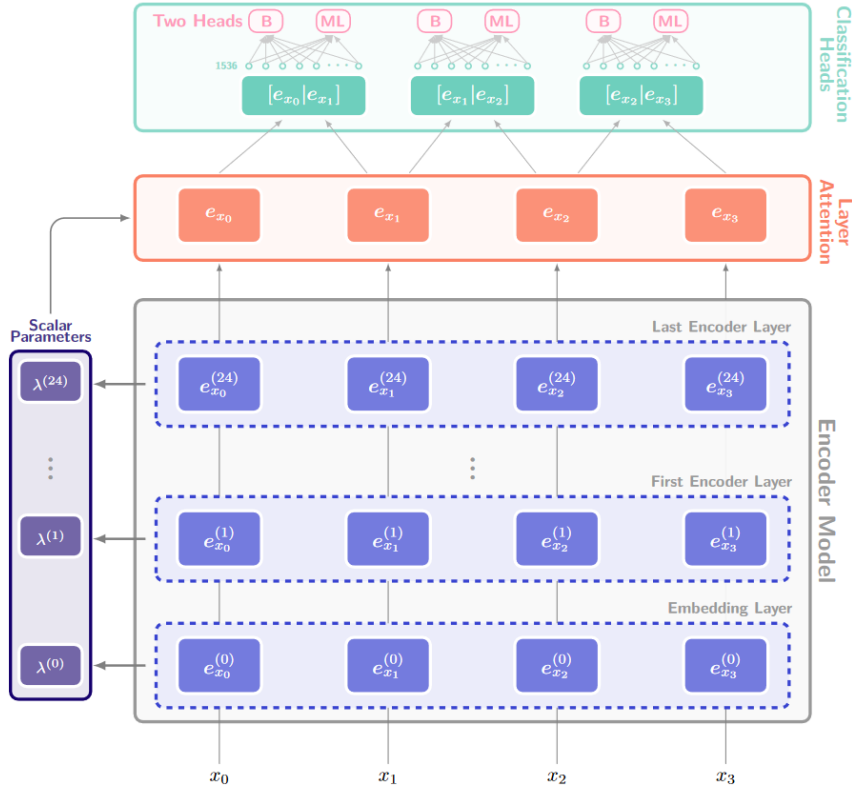 Two Heads B ML B ML B ML
1536
[e_{x_0}|e_{x_1}] [e_{x_1}|e_{x_2}] [e_{x_2}|e_{x_3}]
Classification
Heads
e_{x_0} e_{x_1} e_{x_2} e_{x_3}
Layer
Attention
Scalar
Parameters
Last Encoder Layer
λ^{(24)} e_{x_0}^{(24)} e_{x_1}^{(24)} e_{x_2}^{(24)} e_{x_3}^{(24)}
First Encoder Layer
λ^{(1)} e_{x_0}^{(1)} e_{x_1}^{(1)} e_{x_2}^{(1)} e_{x_3}^{(1)}
Embedding Layer
λ^{(0)} e_{x_0}^{(0)} e_{x_1}^{(0)} e_{x_2}^{(0)} e_{x_3}^{(0)}
Encoder Model
x_0 x_1 x_2 x_3